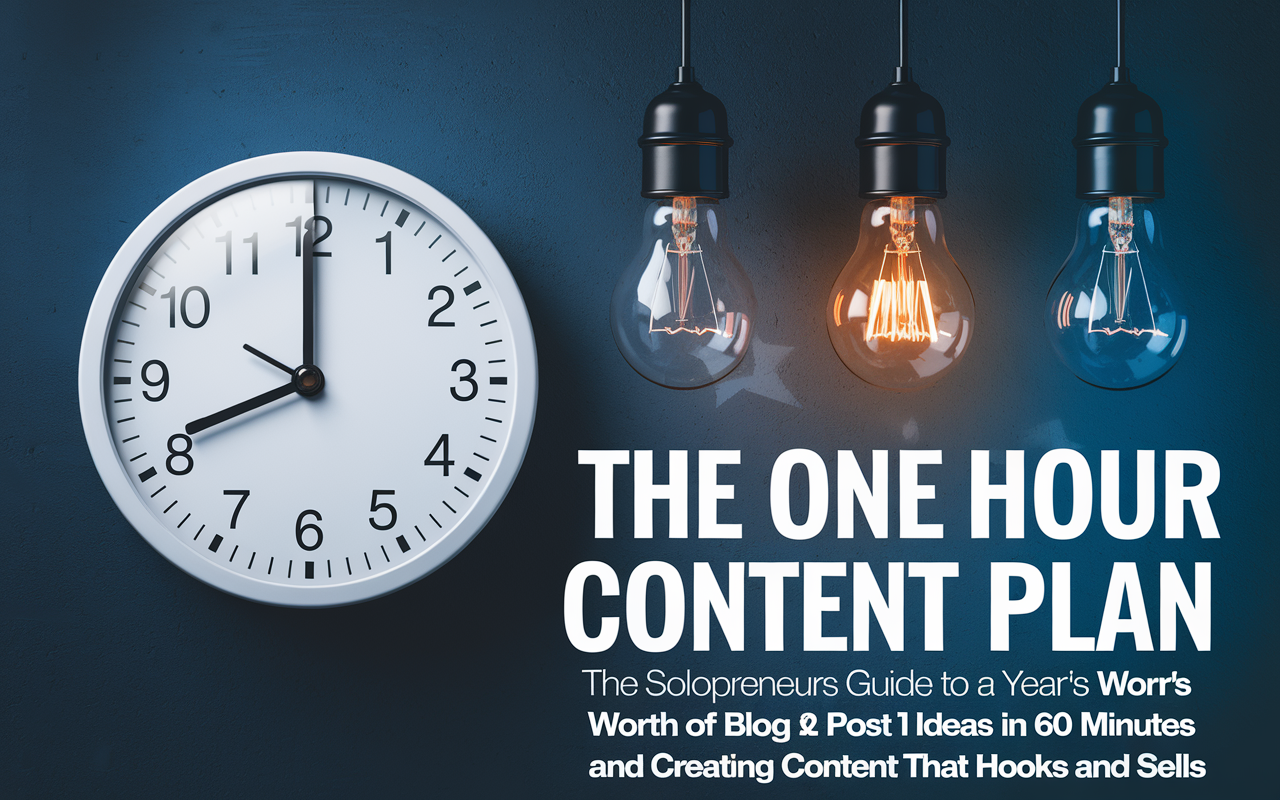 12
1
2
3
4
5
6
7
8
9
10
11
THE ONE HOUR
CONTENT PLAN
The Solopreneurs Guide to a Year's Worr's
Worth of Blog & Post 1 Ideas in 60 Minutes
and Creating Content That Hooks and Sells